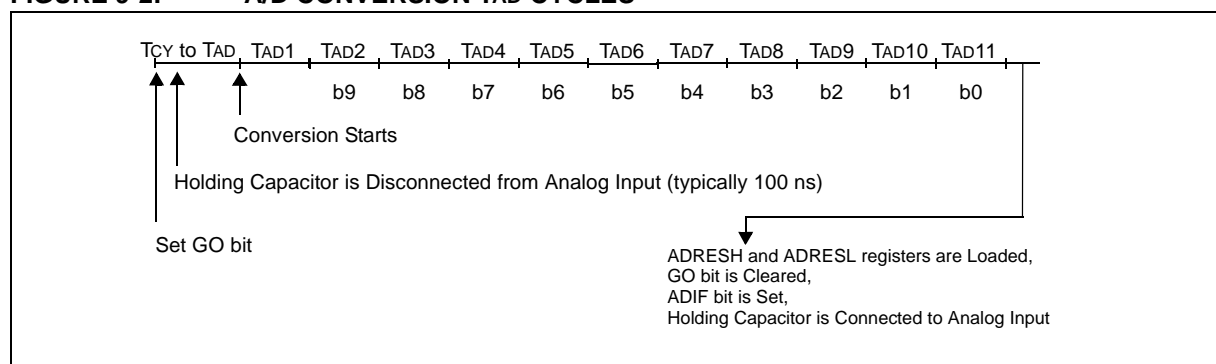 FIGURE 9-2: A/D CONVERSION TAD CYCLES
TCY to TAD TAD1 TAD2 TAD3 TAD4 TAD5 TAD6 TAD7 TAD8 TAD9 TAD10 TAD11
b9 b8 b7 b6 b5 b4 b3 b2 b1 b0
Conversion Starts
Holding Capacitor is Disconnected from Analog Input (typically 100 ns)
Set GO bit
ADRESH and ADRESL registers are Loaded,
GO bit is Cleared,
ADIF bit is Set,
Holding Capacitor is Connected to Analog Input